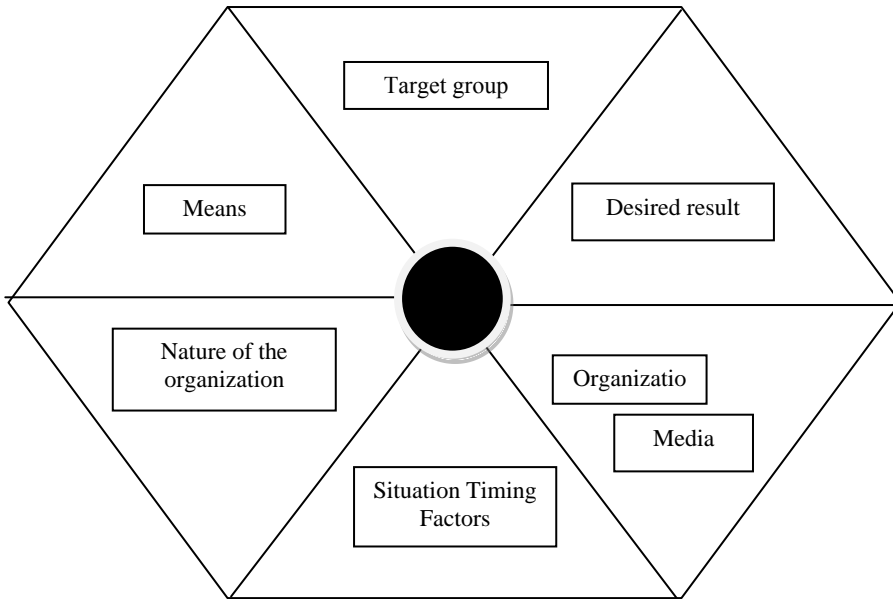 Target group
Means
Desired result
Nature of the
organization
Organizatio
Media
Situation Timing
Factors